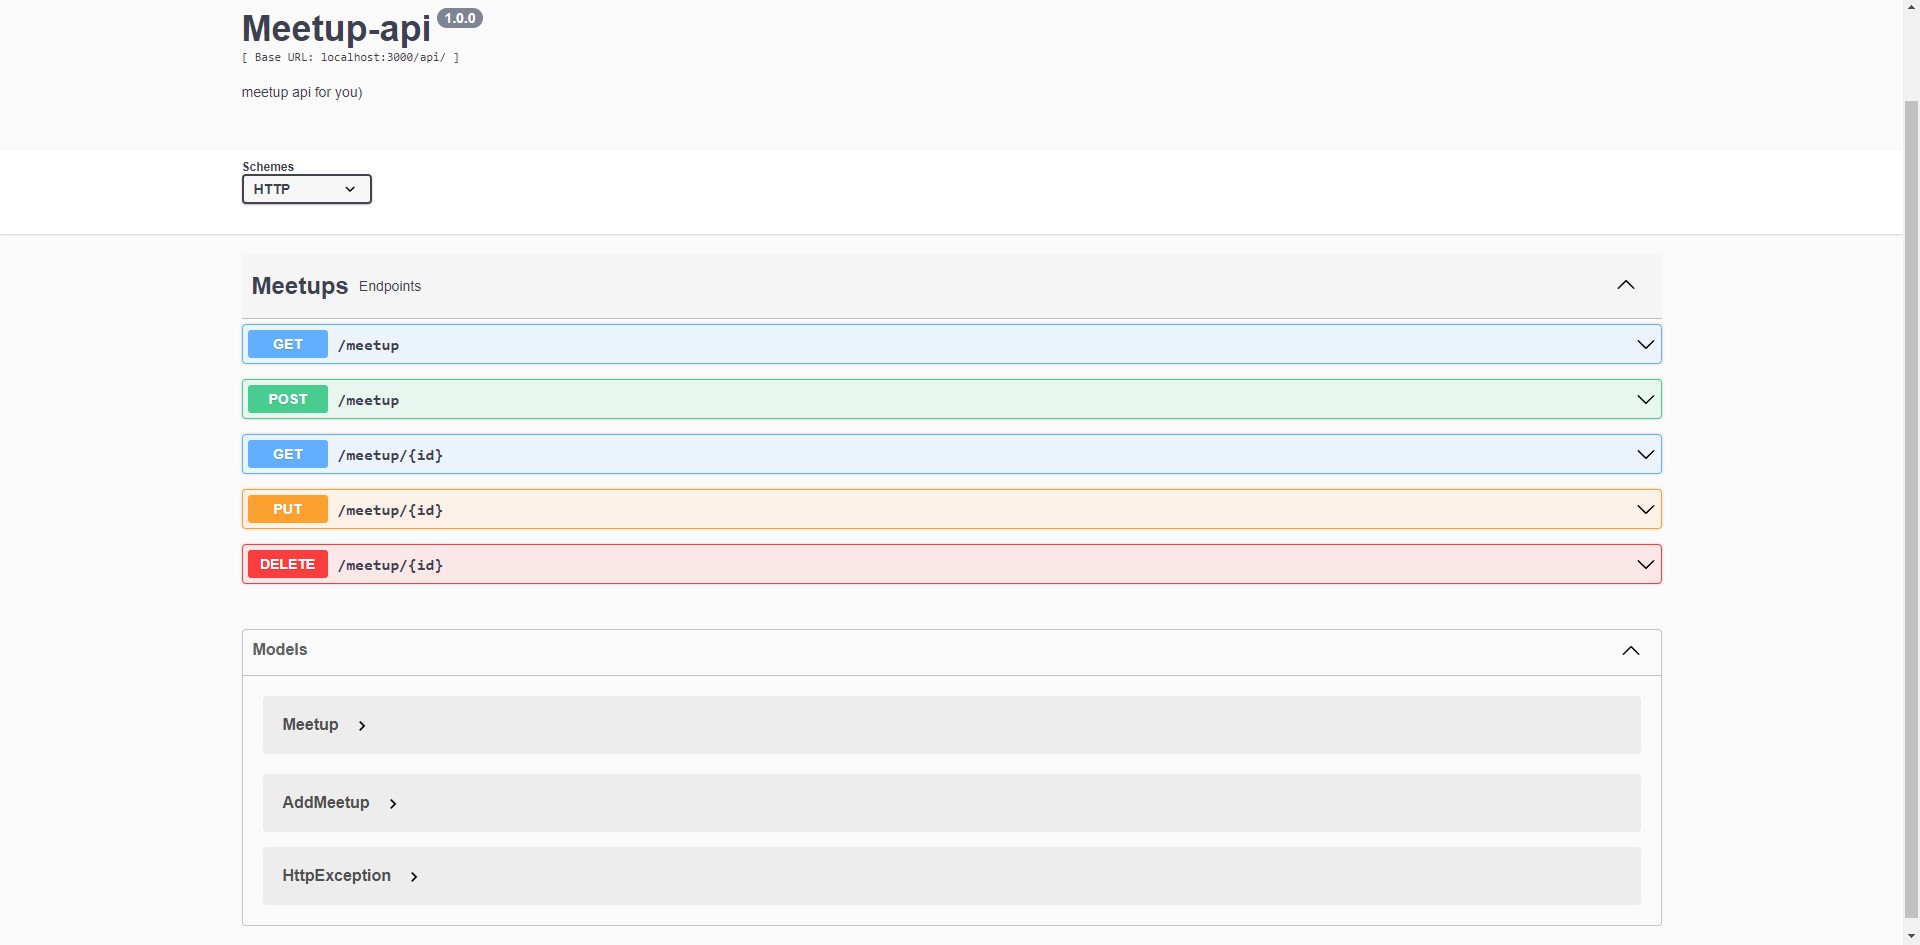 Meetup-api 1.0.0
[ Base URL: localhost:3000/api/ ]
meetup api for you)
Schemes
HTTP
Meetups Endpoints
GET /meetup
POST /meetup
GET /meetup/{id}
PUT /meetup/{id}
DELETE /meetup/{id}
Models
Meetup
AddMeetup
HttpException